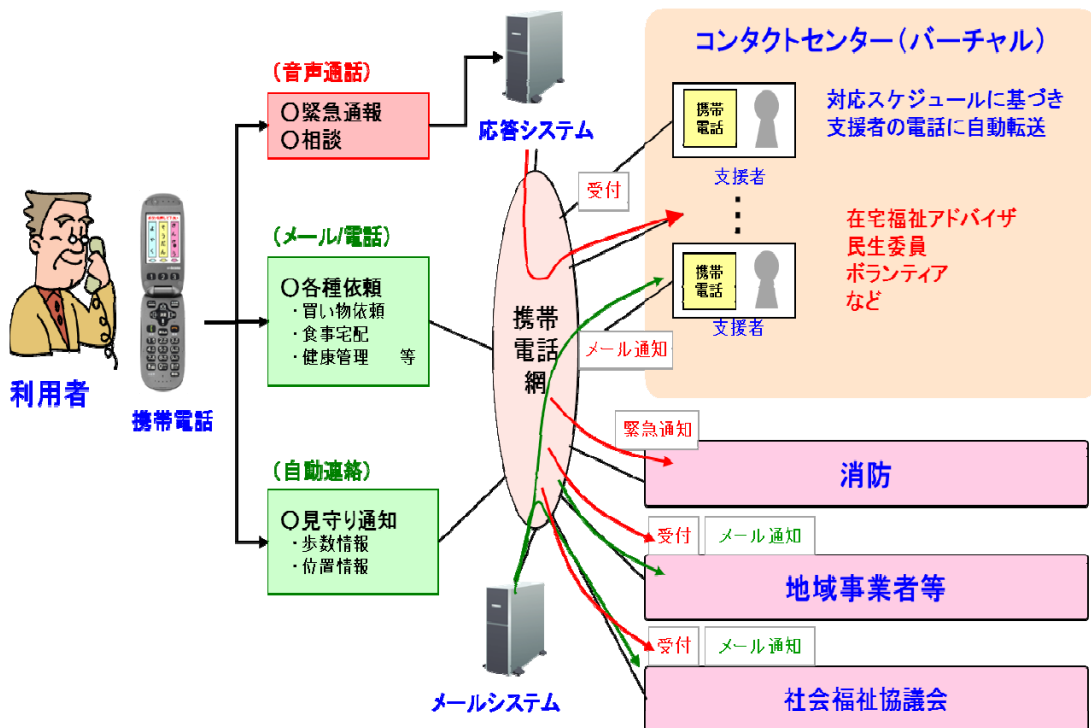 利用者
携帯電話
(音声通話)
○緊急通報
○相談
(メール/電話)
○各種依頼
・買い物依頼
・食事宅配
・健康管理 等
(自動連絡)
○見守り通知
・歩数情報
・位置情報
応答システム
携帯
電話
網
メールシステム
コンタクトセンター(バーチャル)
携帯
電話
支援者
対応スケジュールに基づき
支援者の電話に自動転送
受付
携帯
電話
支援者
在宅福祉アドバイザ
民生委員
ボランティア
など
メール通知
緊急通知
消防
受付
メール通知
地域事業者等
受付
メール通知
社会福祉協議会